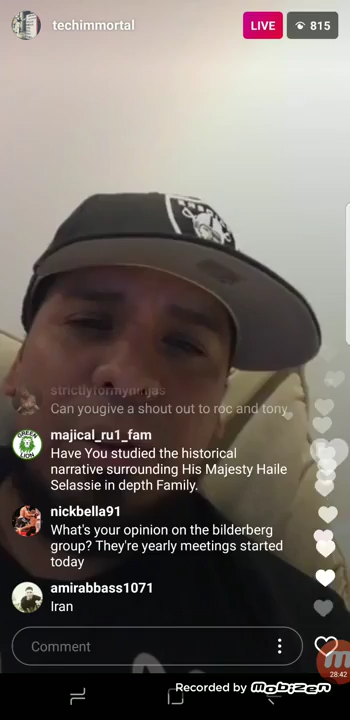 techimmortal
LIVE
815
RAIDERS
strictlyformyninjas
Can yougive a shout out to roc and tony
majical_ru1_fam
Have You studied the historical
narrative surrounding His Majesty Haile
Selassie in depth Family.
nickbella91
What's your opinion on the bilderberg
group? They're yearly meetings started
today
amirabbass1071
Iran
Comment
28:42
Recorded by Mobizen